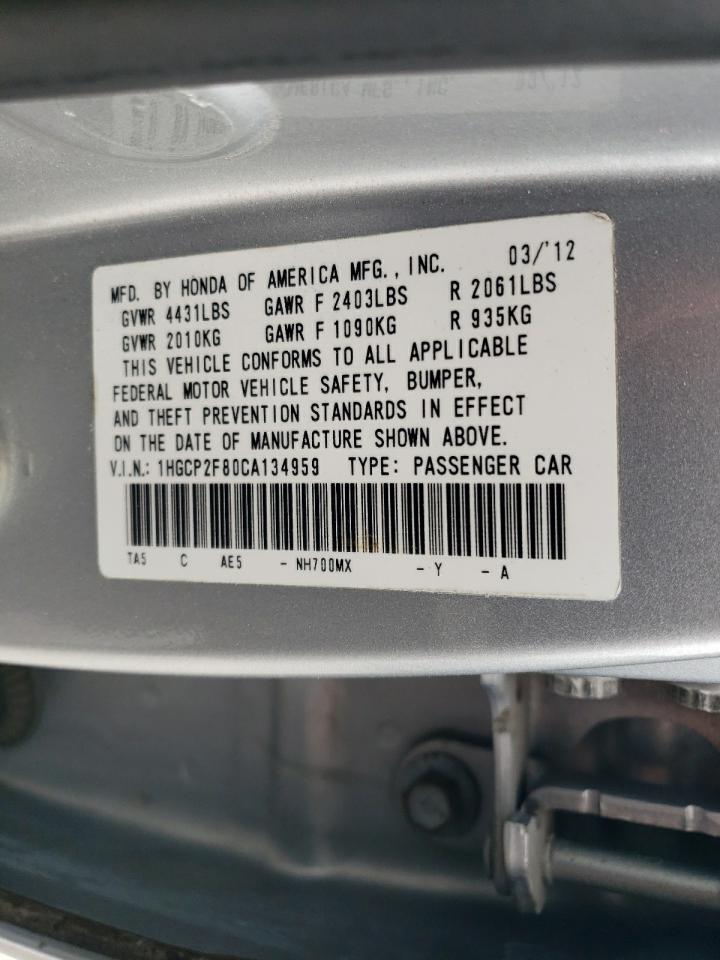 MFD. BY HONDA OF AMERICA MFG., INC. 03/'12
GVWR 4431LBS GAWR F 2403LBS R 2061LBS
GVWR 2010KG GAWR F 1090KG R 935KG
THIS VEHICLE CONFORMS TO ALL APPLICABLE
FEDERAL MOTOR VEHICLE SAFETY, BUMPER,
AND THEFT PREVENTION STANDARDS IN EFFECT
ON THE DATE OF MANUFACTURE SHOWN ABOVE.
V.I.N.: 1HGCP2F80CA134959 TYPE: PASSENGER CAR
TA5 C AE5 - NH700MX - Y - A